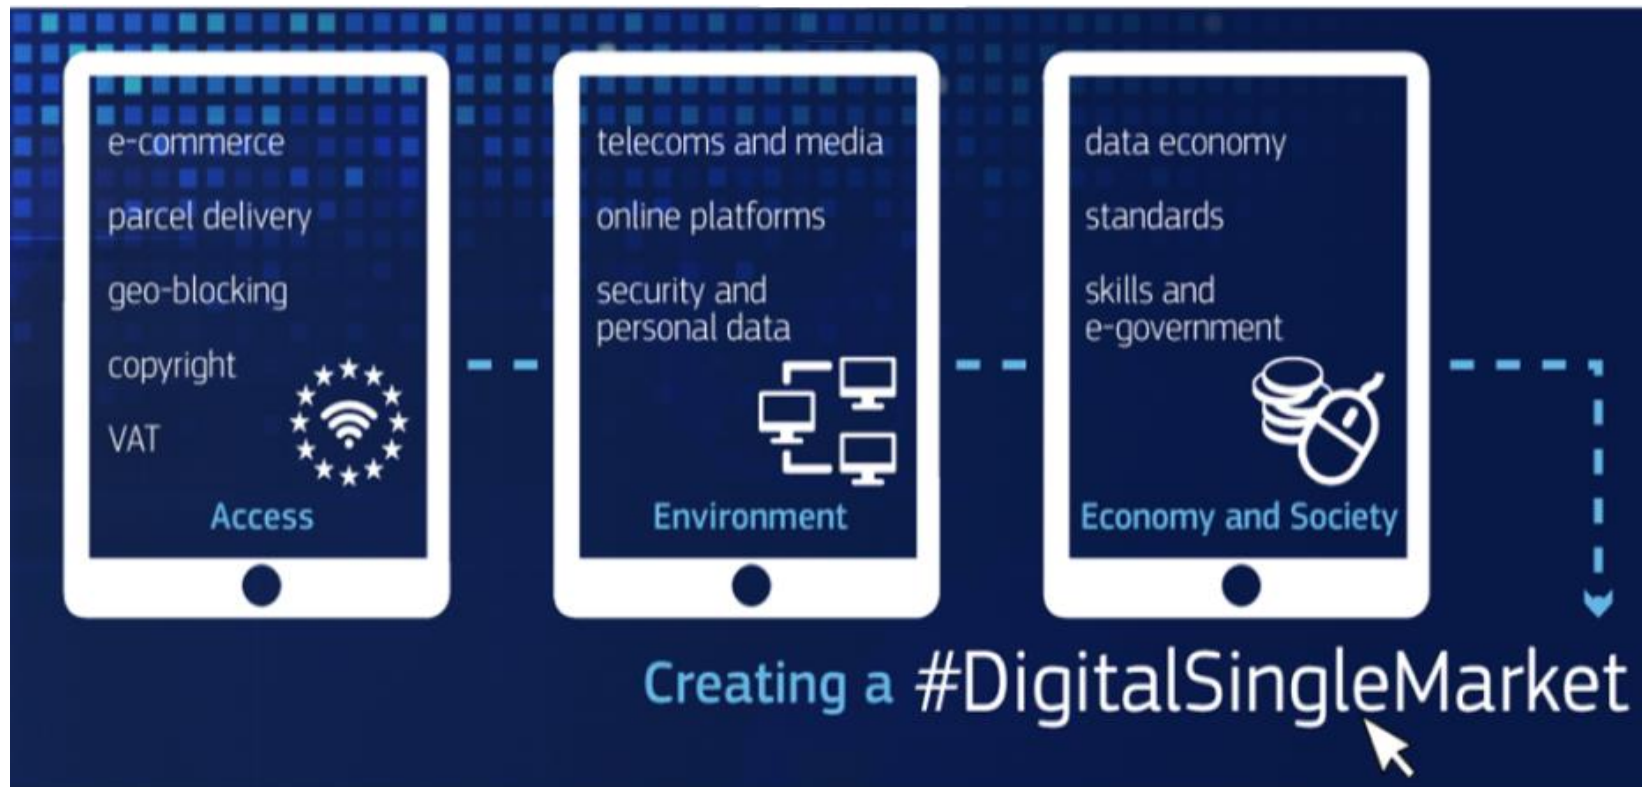 e-commerce
parcel delivery
geo-blocking
copyright
VAT
Access
telecoms and media
online platforms
security and
personal data
Environment
data economy
standards
skills and
e-government
Economy and Society
Creating a #DigitalSingleMarket